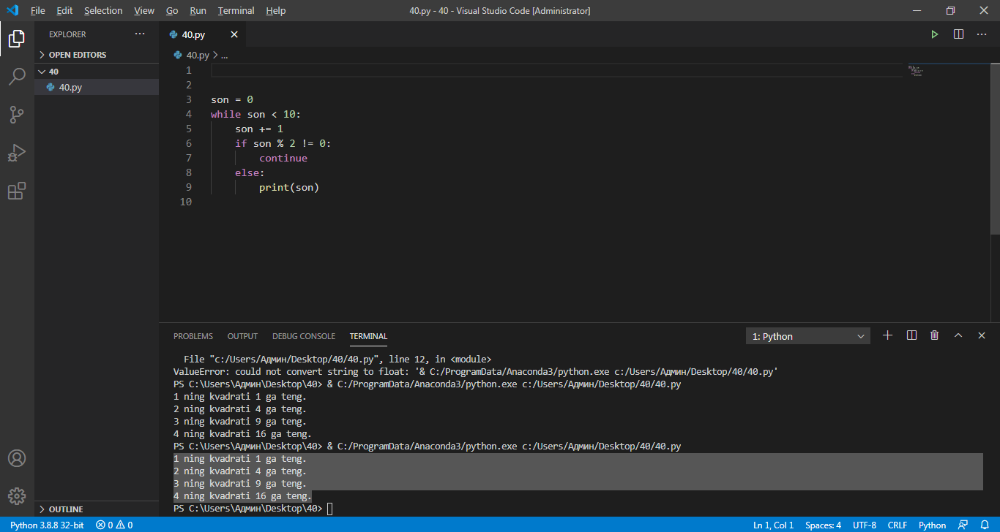 File Edit Selection View Go Run Terminal Help 40.py - 40 - Visual Studio Code [Administrator]
EXPLORER ···
OPEN EDITORS
40
40.py
OUTLINE
40.py
40.py > ...
1
2
3 son = 0
4 while son < 10:
5     son += 1
6     if son % 2 != 0:
7         continue
8     else:
9         print(son)
10
PROBLEMS OUTPUT DEBUG CONSOLE TERMINAL 1: Python
  File "c:/Users/Админ/Desktop/40/40.py", line 12, in <module>
ValueError: could not convert string to float: '& C:/ProgramData/Anaconda3/python.exe c:/Users/Админ/Desktop/40/40.py'
PS C:\Users\Админ\Desktop\40> & C:/ProgramData/Anaconda3/python.exe c:/Users/Админ/Desktop/40/40.py
1 ning kvadrati 1 ga teng.
2 ning kvadrati 4 ga teng.
3 ning kvadrati 9 ga teng.
4 ning kvadrati 16 ga teng.
PS C:\Users\Админ\Desktop\40> & C:/ProgramData/Anaconda3/python.exe c:/Users/Админ/Desktop/40/40.py
1 ning kvadrati 1 ga teng.
2 ning kvadrati 4 ga teng.
3 ning kvadrati 9 ga teng.
4 ning kvadrati 16 ga teng.
PS C:\Users\Админ\Desktop\40>
Python 3.8.8 32-bit 0 0 Ln 1, Col 1 Spaces: 4 UTF-8 CRLF Python